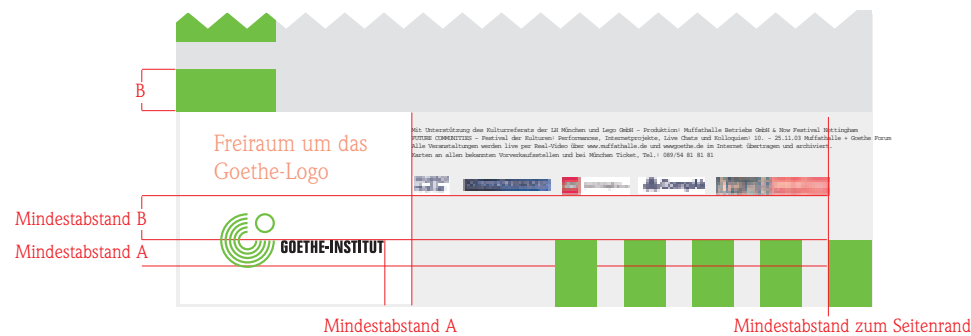 B
Freiraum um das
Goethe-Logo
Mit Unterstützung des Kulturreferats der LH München und Lego GmbH - Produktion: Muffathalle Betriebs GmbH & Now Festival Nottingham
FUTURE COMMUNITIES - Festival der Kulturen: Performances, Internetprojekte, Live Chats und Kolloquien: 10. - 25.11.03 Muffathalle + Goethe Forum
Alle Veranstaltungen werden live per Real-Video über www.muffathalle.de und wwwgoethe.de im Internet übertragen und archiviert.
Karten an allen bekannten Vorverkaufsstellen und bei München Ticket, Tel.: 089/54 81 81 81
CompAir
Mindestabstand B
Mindestabstand A
GOETHE-INSTITUT
Mindestabstand A
Mindestabstand zum Seitenrand